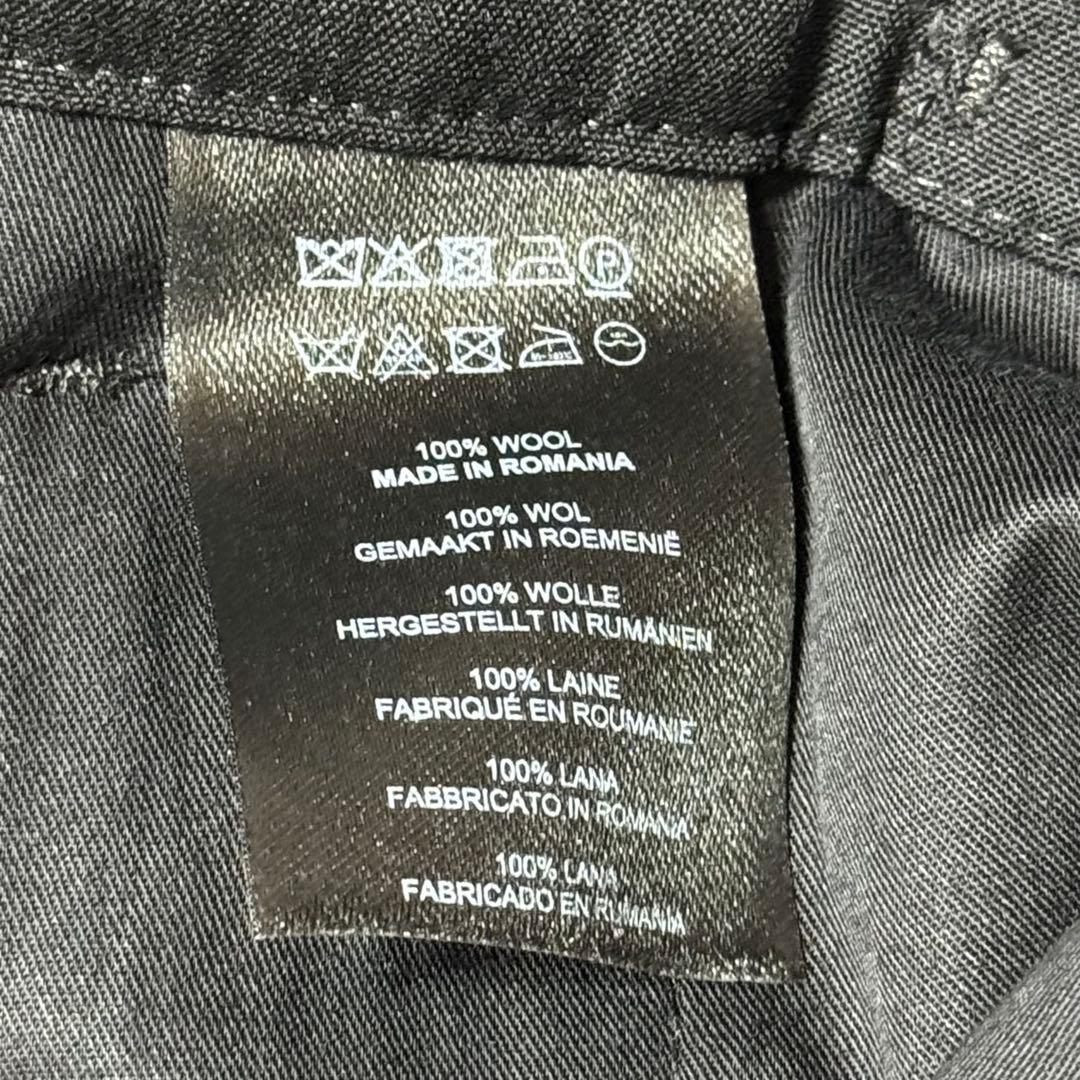 P
100% WOOL
MADE IN ROMANIA
100% WOL
GEMAAKT IN ROEMENIË
100% WOLLE
HERGESTELLT IN RUMÄNIEN
100% LAINE
FABRIQUÉ EN ROUMANIE
100% LANA
FABBRICATO IN ROMANIA
100% LANA
FABRICADO EN RUMANIA